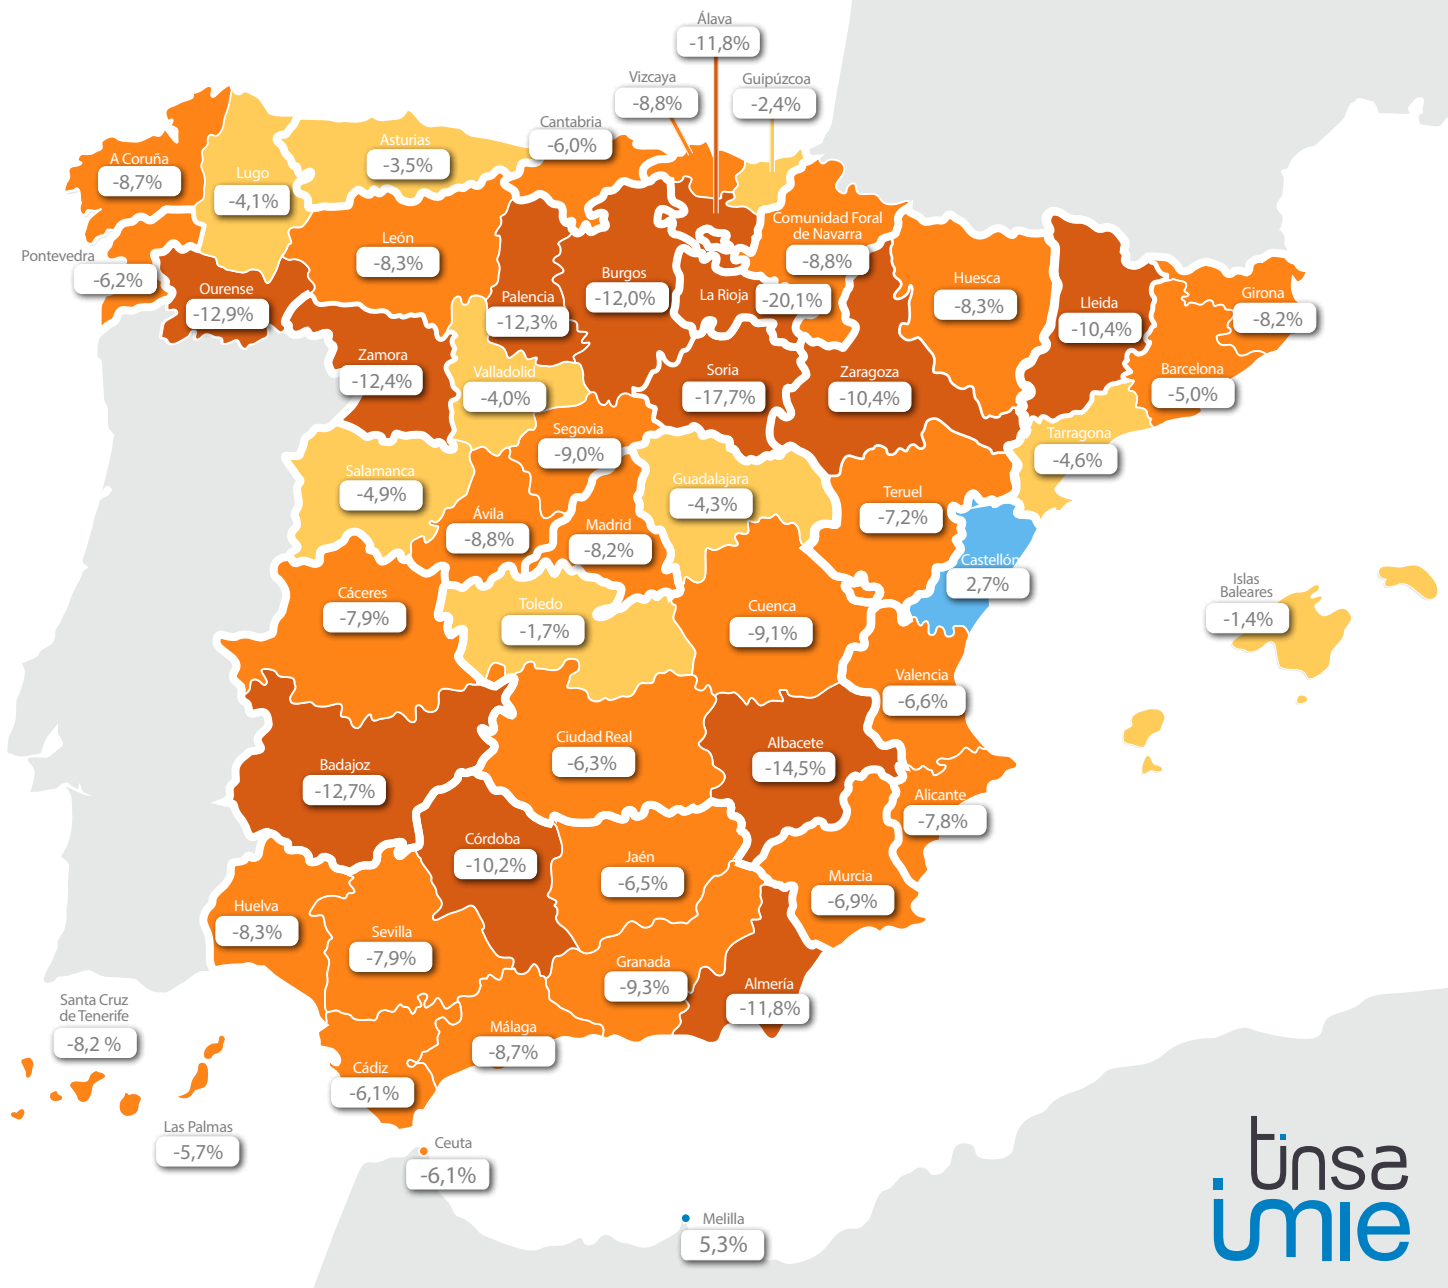 Álava
-11,8%
Vizcaya
-8,8%
Guipúzcoa
-2,4%
Cantabria
-6,0%
Asturias
-3,5%
A Coruña
-8,7%
Lugo
-4,1%
Pontevedra
-6,2%
Ourense
-12,9%
León
-8,3%
Palencia
-12,3%
Burgos
-12,0%
La Rioja
-20,1%
Comunidad Foral
de Navarra
-8,8%
Huesca
-8,3%
Lleida
-10,4%
Girona
-8,2%
Barcelona
-5,0%
Zamora
-12,4%
Valladolid
-4,0%
Soria
-17,7%
Zaragoza
-10,4%
Tarragona
-4,6%
Segovia
-9,0%
Salamanca
-4,9%
Ávila
-8,8%
Madrid
-8,2%
Guadalajara
-4,3%
Teruel
-7,2%
Castellón
2,7%
Islas
Baleares
-1,4%
Cáceres
-7,9%
Toledo
-1,7%
Cuenca
-9,1%
Valencia
-6,6%
Badajoz
-12,7%
Ciudad Real
-6,3%
Albacete
-14,5%
Alicante
-7,8%
Córdoba
-10,2%
Jaén
-6,5%
Murcia
-6,9%
Huelva
-8,3%
Sevilla
-7,9%
Granada
-9,3%
Almería
-11,8%
Santa Cruz
de Tenerife
-8,2 %
Málaga
-8,7%
Cádiz
-6,1%
Las Palmas
-5,7%
Ceuta
-6,1%
Melilla
5,3%
tinsa
imie